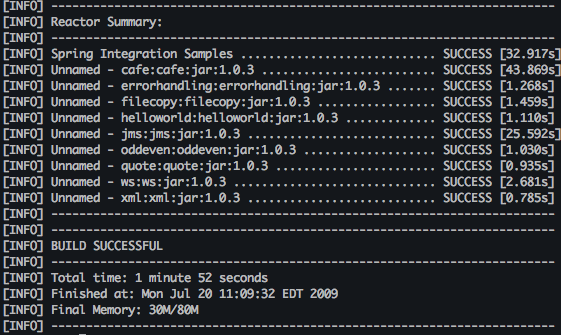 [INFO] ------------------------------------------------------------------------
[INFO] Reactor Summary:
[INFO] ------------------------------------------------------------------------
[INFO] Spring Integration Samples ............................ SUCCESS [32.917s]
[INFO] Unnamed - cafe:cafe:jar:1.0.3 ......................... SUCCESS [43.869s]
[INFO] Unnamed - errorhandling:errorhandling:jar:1.0.3 ....... SUCCESS [1.268s]
[INFO] Unnamed - filecopy:filecopy:jar:1.0.3 ................. SUCCESS [1.459s]
[INFO] Unnamed - helloworld:helloworld:jar:1.0.3 ............. SUCCESS [1.110s]
[INFO] Unnamed - jms:jms:jar:1.0.3 ........................... SUCCESS [25.592s]
[INFO] Unnamed - oddeven:oddeven:jar:1.0.3 ................... SUCCESS [1.030s]
[INFO] Unnamed - quote:quote:jar:1.0.3 ....................... SUCCESS [0.935s]
[INFO] Unnamed - ws:ws:jar:1.0.3 ............................. SUCCESS [2.681s]
[INFO] Unnamed - xml:xml:jar:1.0.3 ........................... SUCCESS [0.785s]
[INFO] ------------------------------------------------------------------------
[INFO] ------------------------------------------------------------------------
[INFO] BUILD SUCCESSFUL
[INFO] ------------------------------------------------------------------------
[INFO] Total time: 1 minute 52 seconds
[INFO] Finished at: Mon Jul 20 11:09:32 EDT 2009
[INFO] Final Memory: 30M/80M
[INFO] ------------------------------------------------------------------------